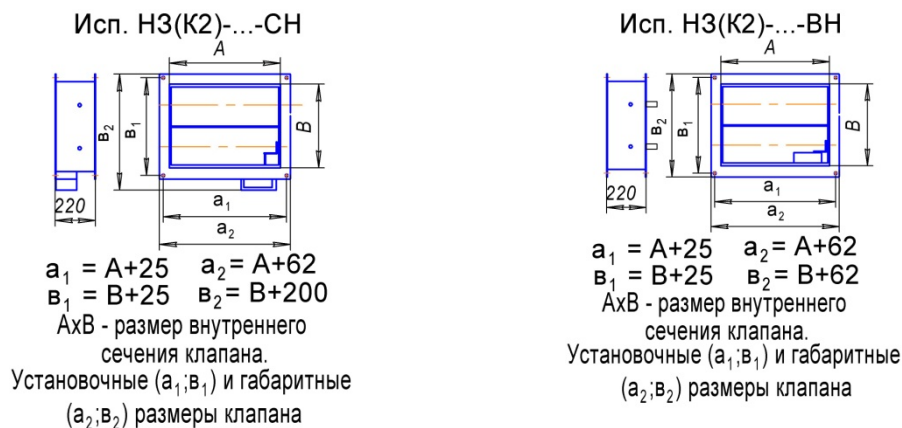 Исп. НЗ(К2)-...-СН
A
в₂
в₁
B
220
a₁
a₂
a₁ = A+25 a₂ = A+62
в₁ = B+25 в₂ = B+200
АхВ - размер внутреннего
сечения клапана.
Установочные (a₁;в₁) и габаритные
(a₂;в₂) размеры клапана
Исп. НЗ(К2)-...-ВН
A
в₂
в₁
B
220
a₁
a₂
a₁ = A+25 a₂ = A+62
в₁ = B+25 в₂ = B+62
АхВ - размер внутреннего
сечения клапана.
Установочные (a₁;в₁) и габаритные
(a₂;в₂) размеры клапана